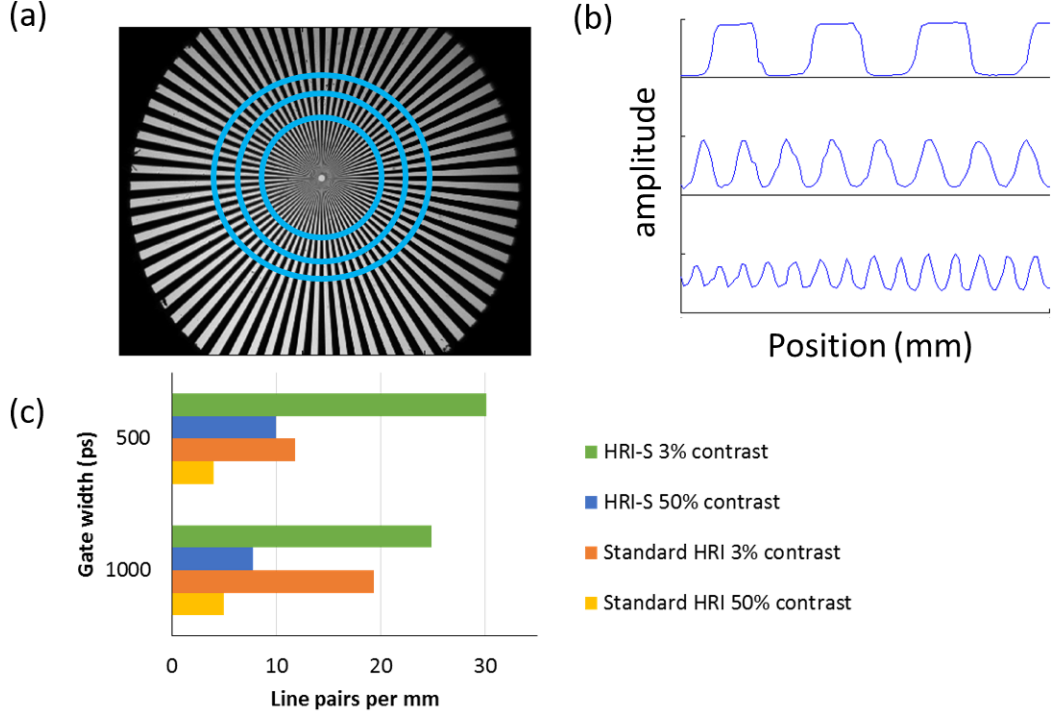 (a)
(b)
amplitude
Position (mm)
(c)
Gate width (ps)
500
1000
0 10 20 30
Line pairs per mm
HRI-S 3% contrast
HRI-S 50% contrast
Standard HRI 3% contrast
Standard HRI 50% contrast